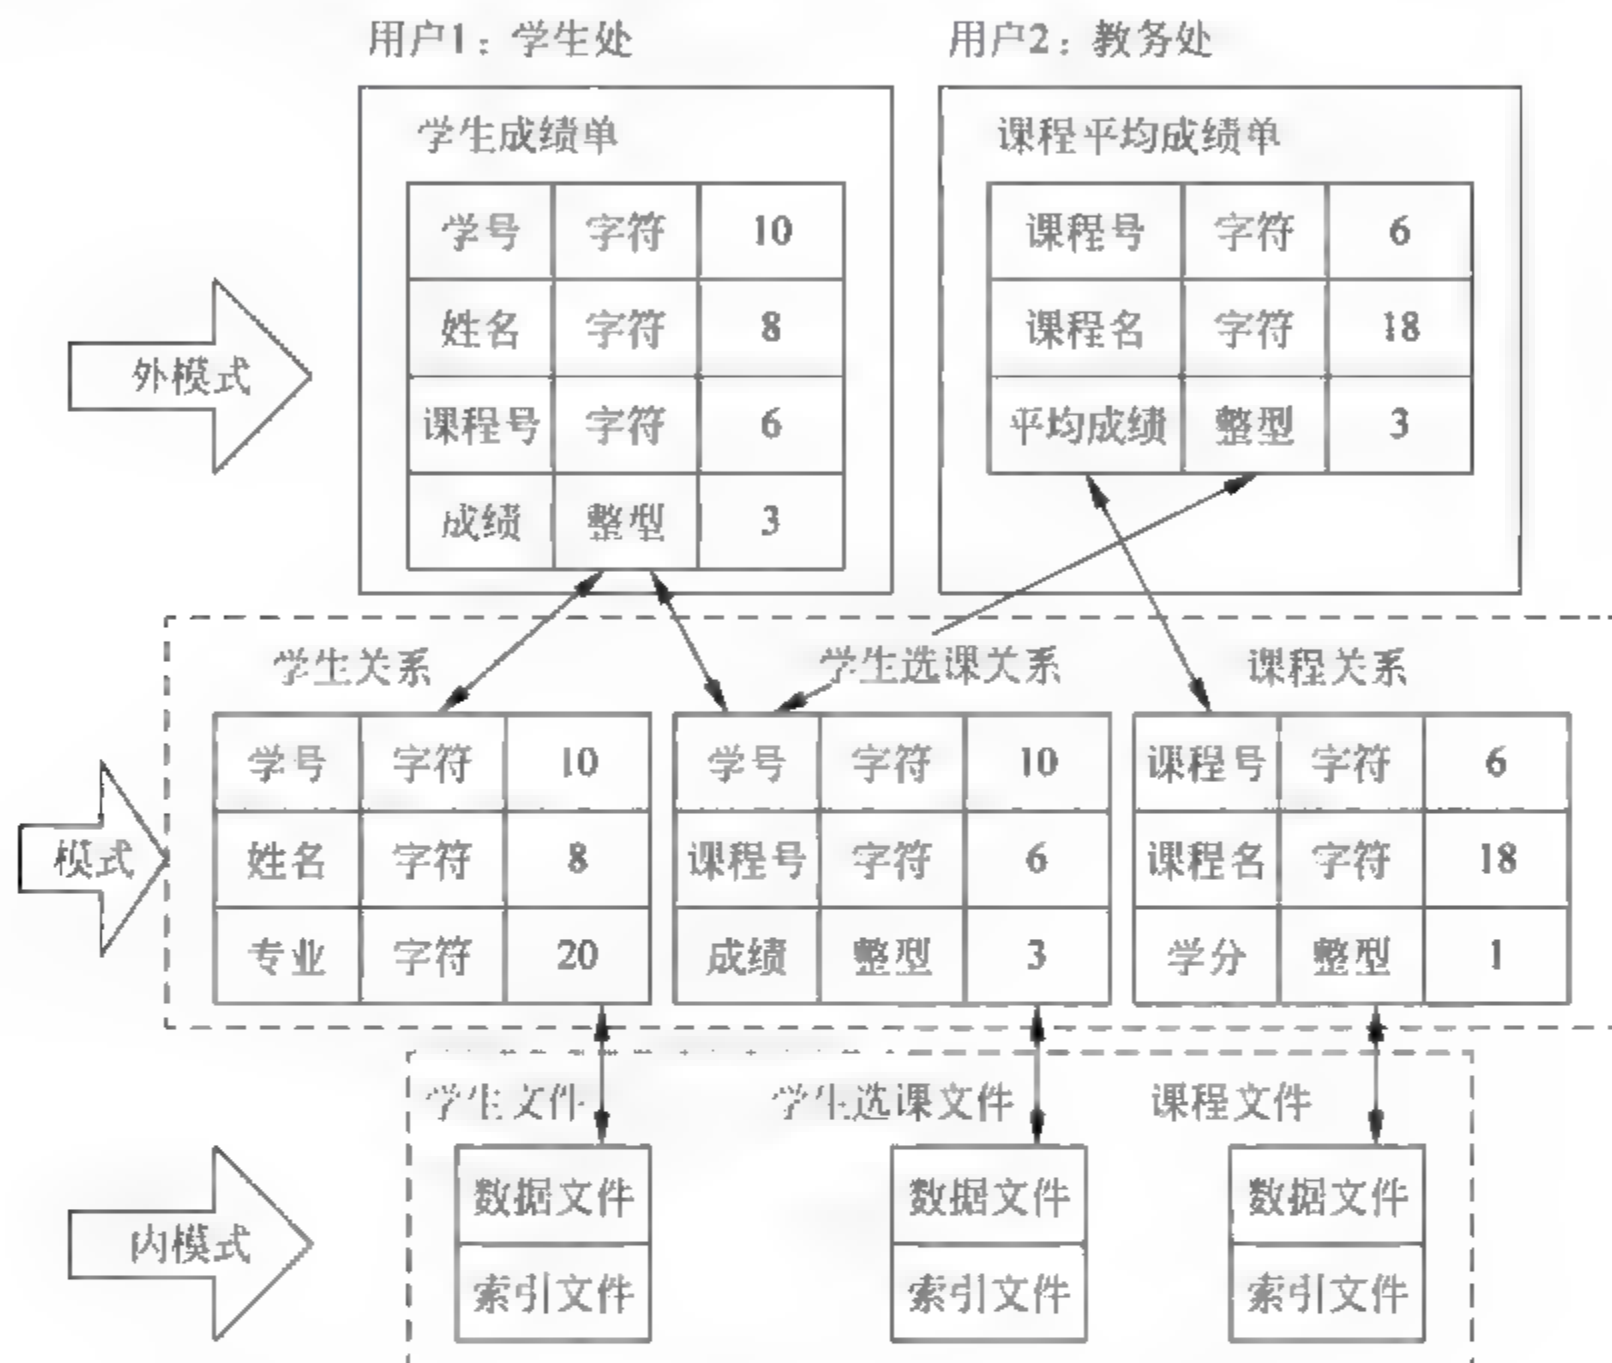 用户1：学生处
用户2：教务处
学生成绩单
学号 字符 10
姓名 字符 8
课程号 字符 6
成绩 整型 3
课程平均成绩单
课程号 字符 6
课程名 字符 18
平均成绩 整型 3
外模式
学生关系
学号 字符 10
姓名 字符 8
专业 字符 20
学生选课关系
学号 字符 10
课程号 字符 6
成绩 整型 3
课程关系
课程号 字符 6
课程名 字符 18
学分 整型 1
模式
学生文件
数据文件
索引文件
学生选课文件
数据文件
索引文件
课程文件
数据文件
索引文件
内模式